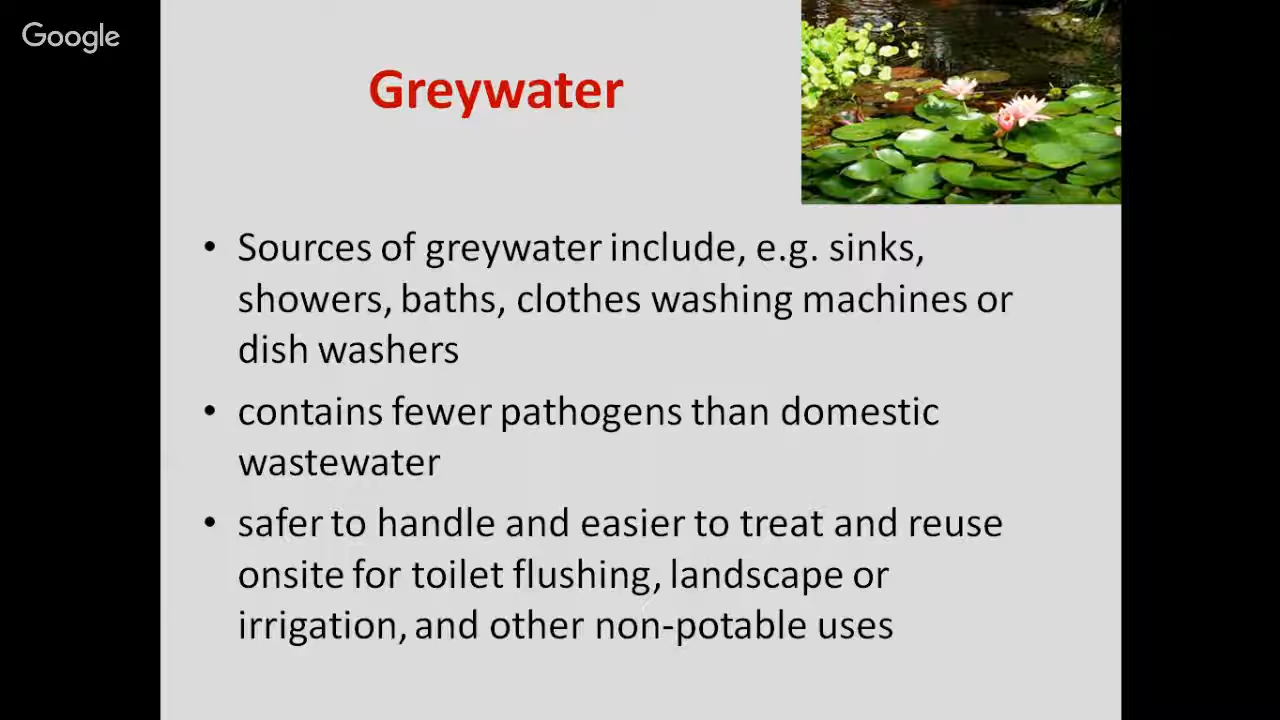 Google
Greywater
• Sources of greywater include, e.g. sinks,
showers, baths, clothes washing machines or
dish washers
• contains fewer pathogens than domestic
wastewater
• safer to handle and easier to treat and reuse
onsite for toilet flushing, landscape or
irrigation, and other non-potable uses